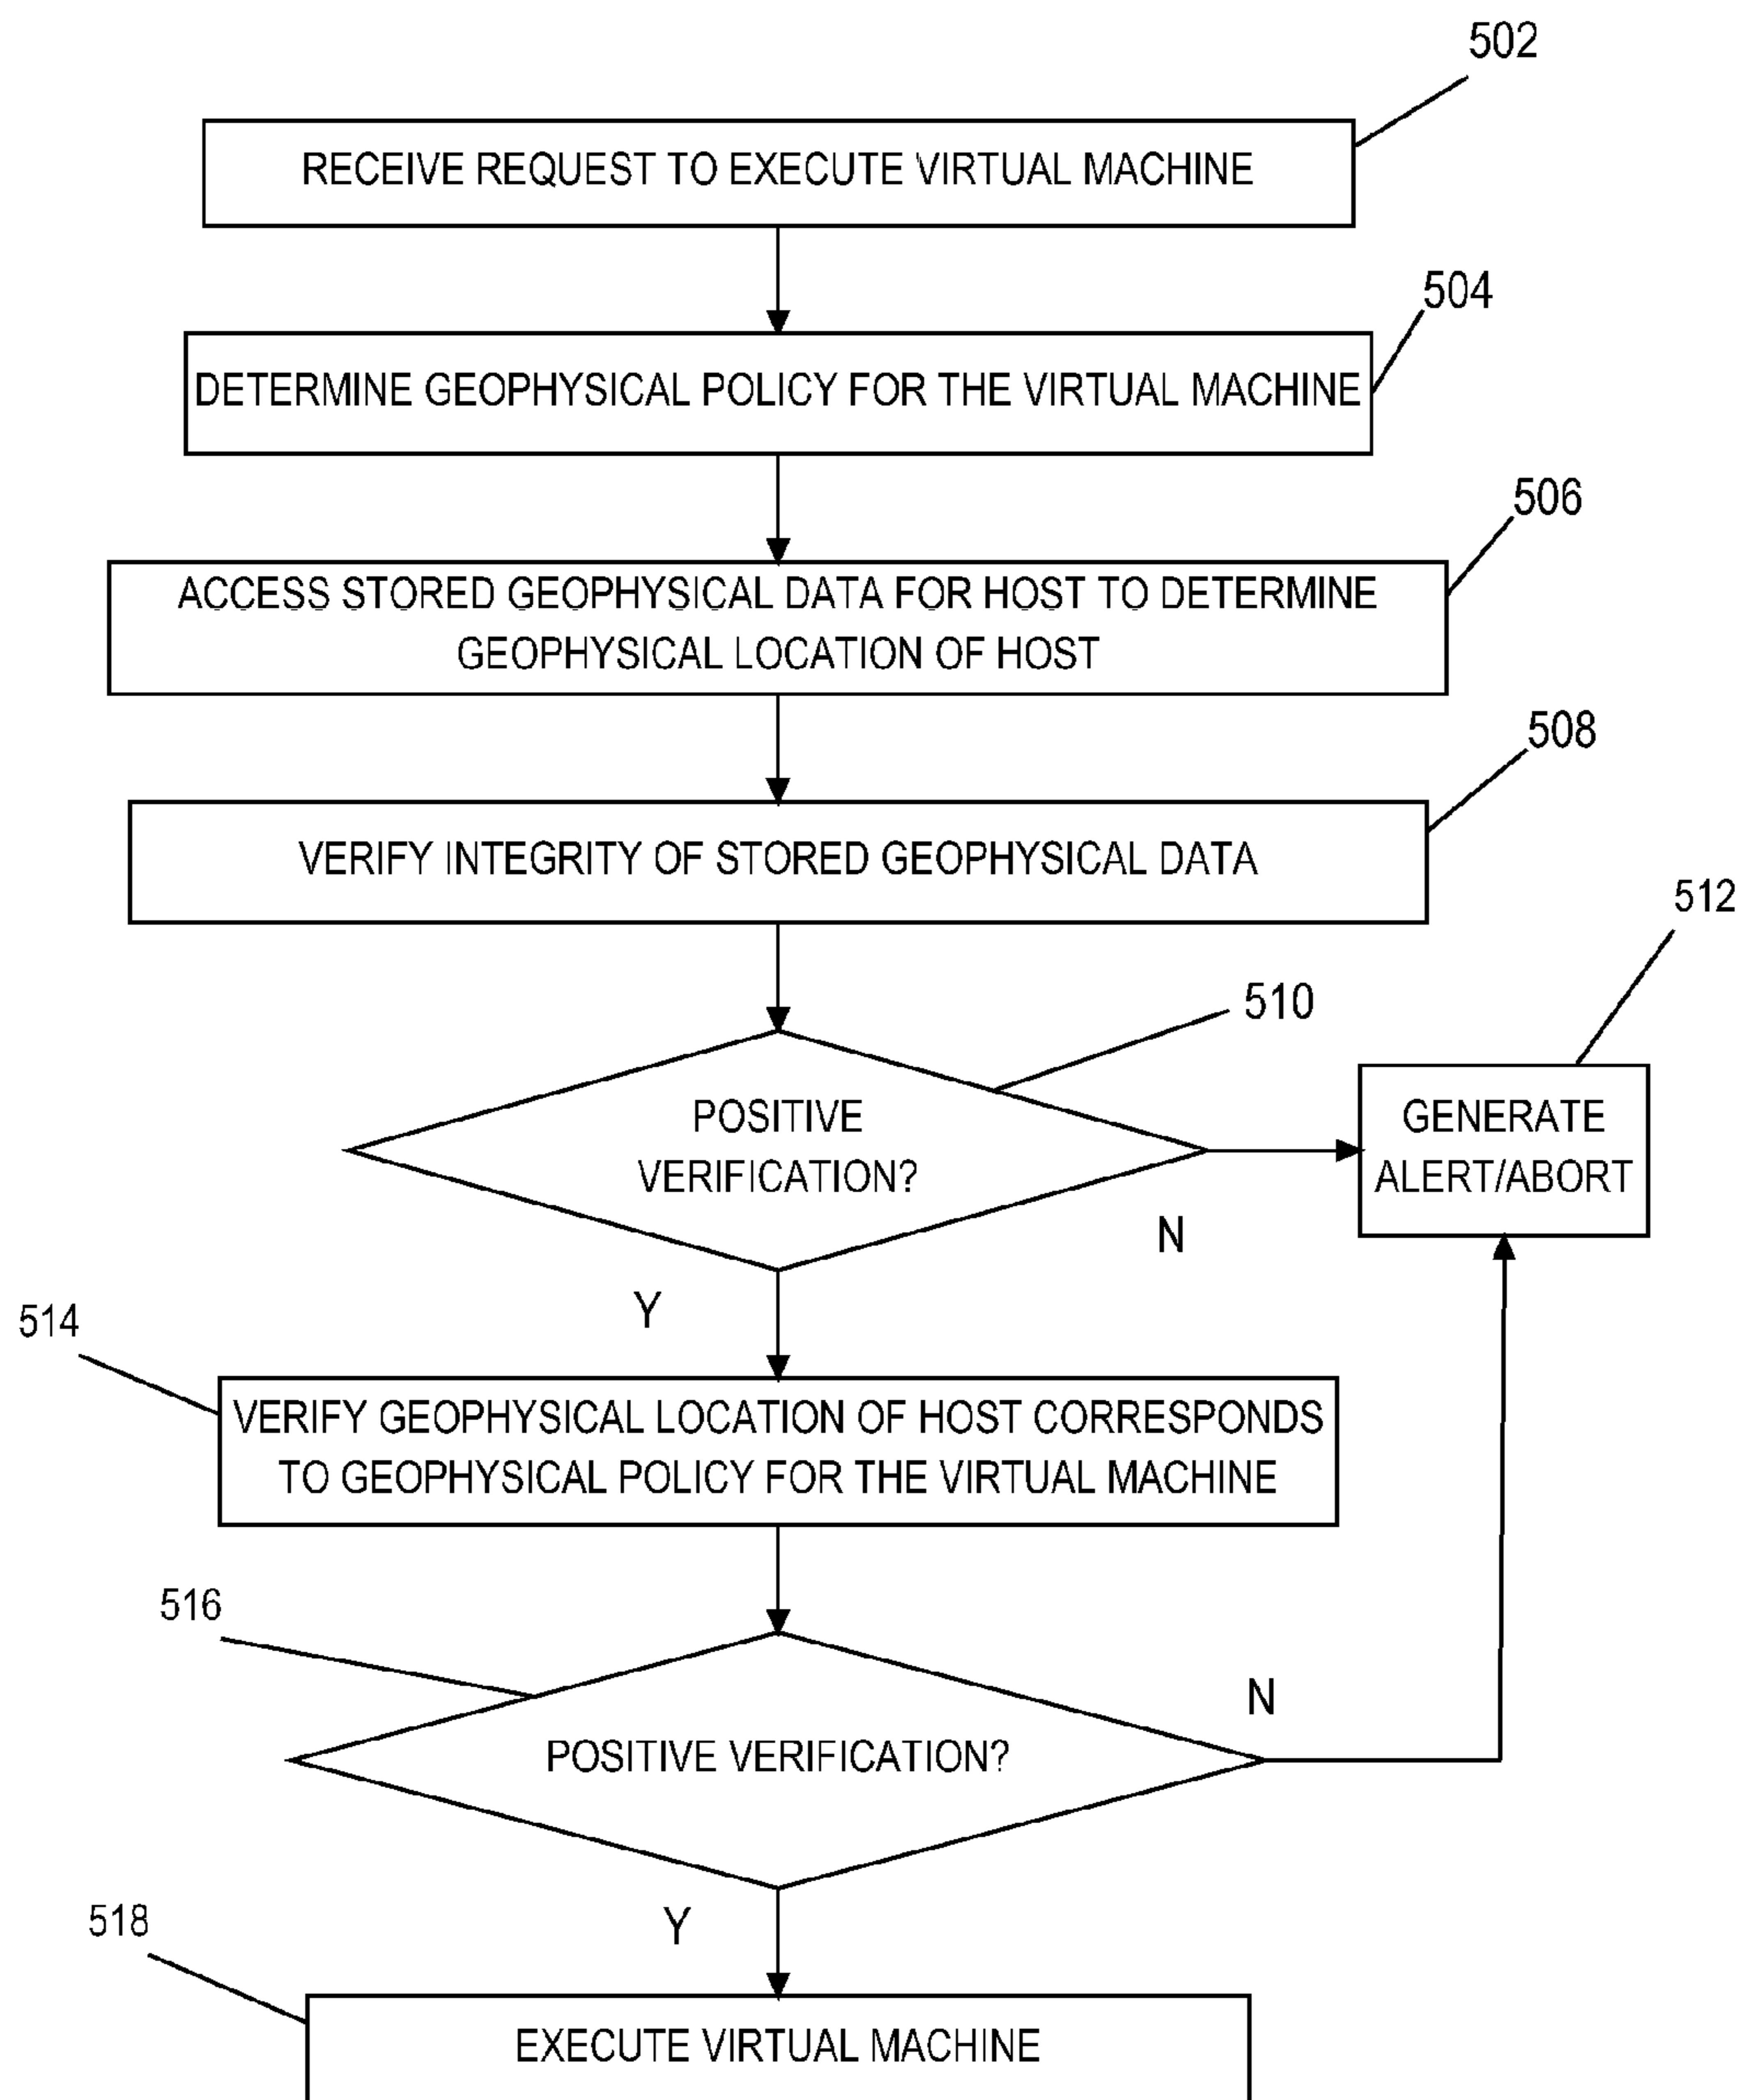 502
RECEIVE REQUEST TO EXECUTE VIRTUAL MACHINE
504
DETERMINE GEOPHYSICAL POLICY FOR THE VIRTUAL MACHINE
506
ACCESS STORED GEOPHYSICAL DATA FOR HOST TO DETERMINE
GEOPHYSICAL LOCATION OF HOST
508
VERIFY INTEGRITY OF STORED GEOPHYSICAL DATA
512
510
POSITIVE
VERIFICATION?
GENERATE
ALERT/ABORT
N
Y
514
VERIFY GEOPHYSICAL LOCATION OF HOST CORRESPONDS
TO GEOPHYSICAL POLICY FOR THE VIRTUAL MACHINE
516
N
POSITIVE VERIFICATION?
Y
518
EXECUTE VIRTUAL MACHINE